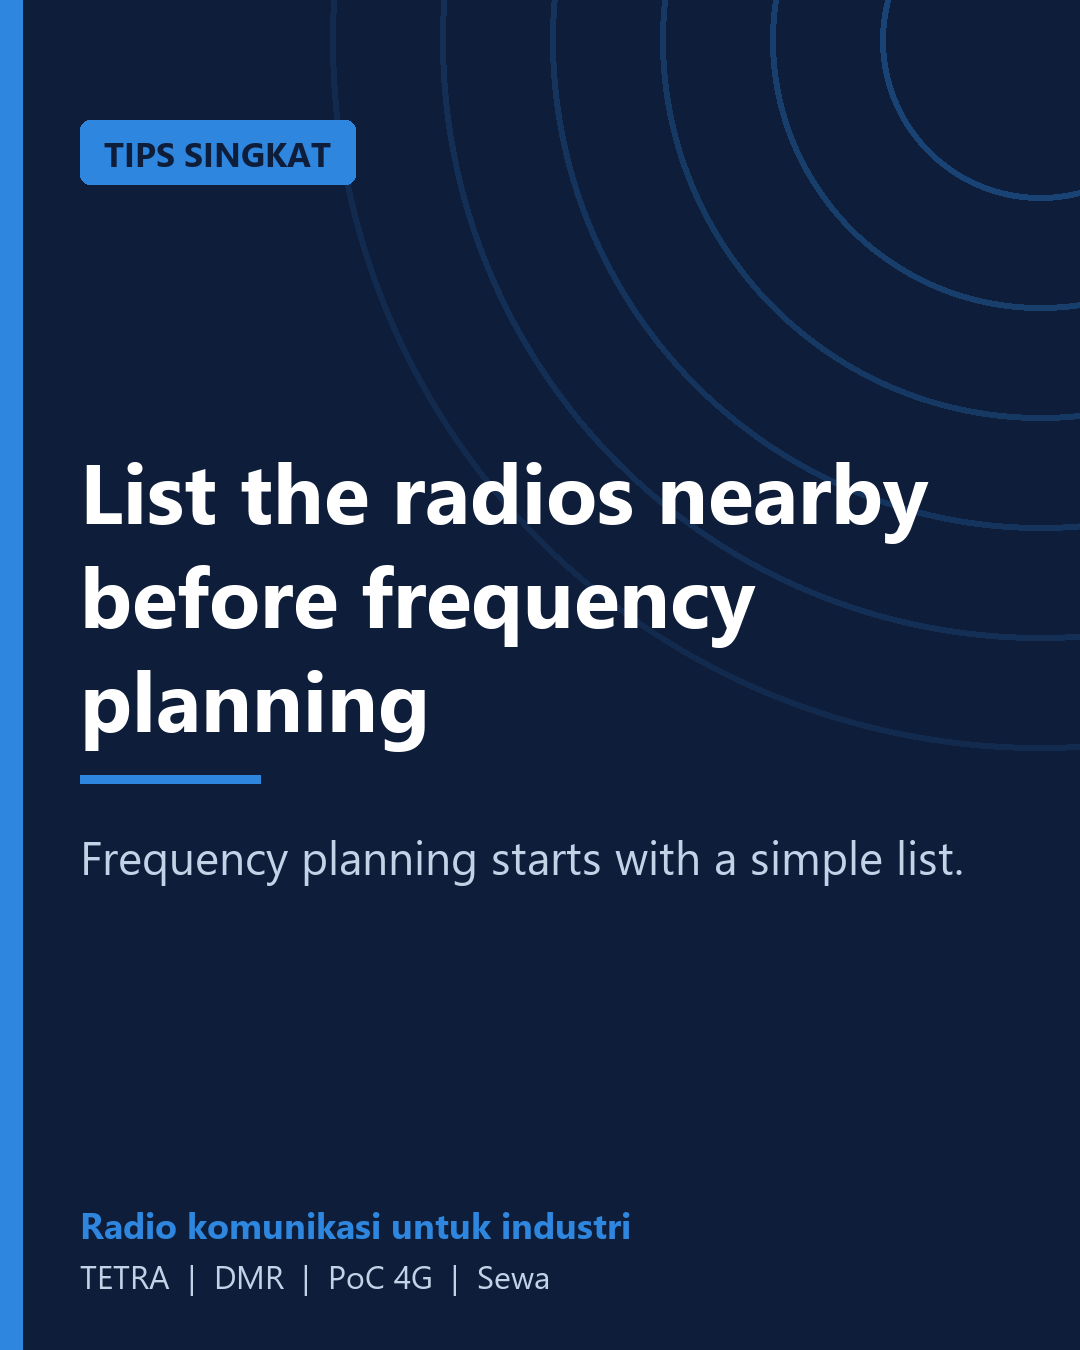 TIPS SINGKAT
List the radios nearby
before frequency
planning
Frequency planning starts with a simple list.
Radio komunikasi untuk industri
TETRA | DMR | PoC 4G | Sewa